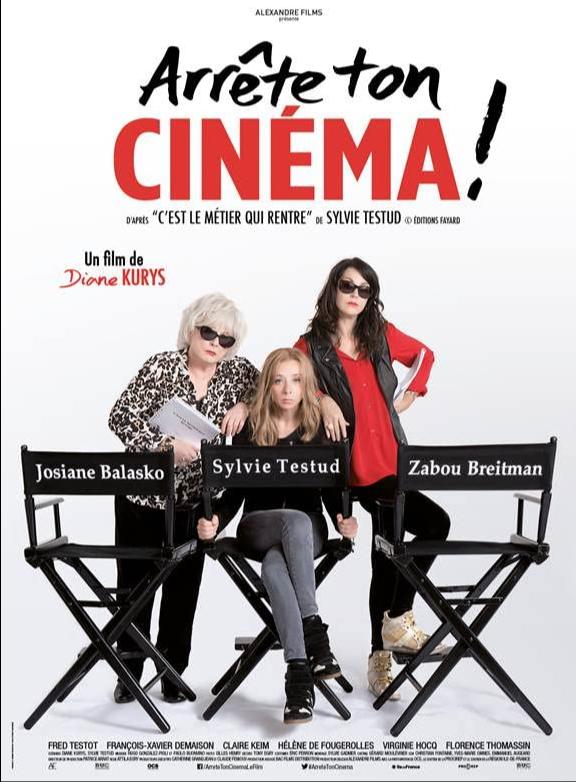 ALEXANDRE FILMS
présente
Arrête ton
CINÉMA!
D'APRÈS "C'EST LE MÉTIER QUI RENTRE" DE SYLVIE TESTUD © ÉDITIONS FAYARD
Un film de
Diane KURYS
Josiane Balasko
Sylvie Testud
Zabou Breitman
FRED TESTOT FRANÇOIS-XAVIER DEMAISON CLAIRE KEIM HÉLÈNE DE FOUGEROLLES VIRGINIE HOCQ FLORENCE THOMASSIN
/ArreteTonCinemaLeFilm
#ArreteTonCinema